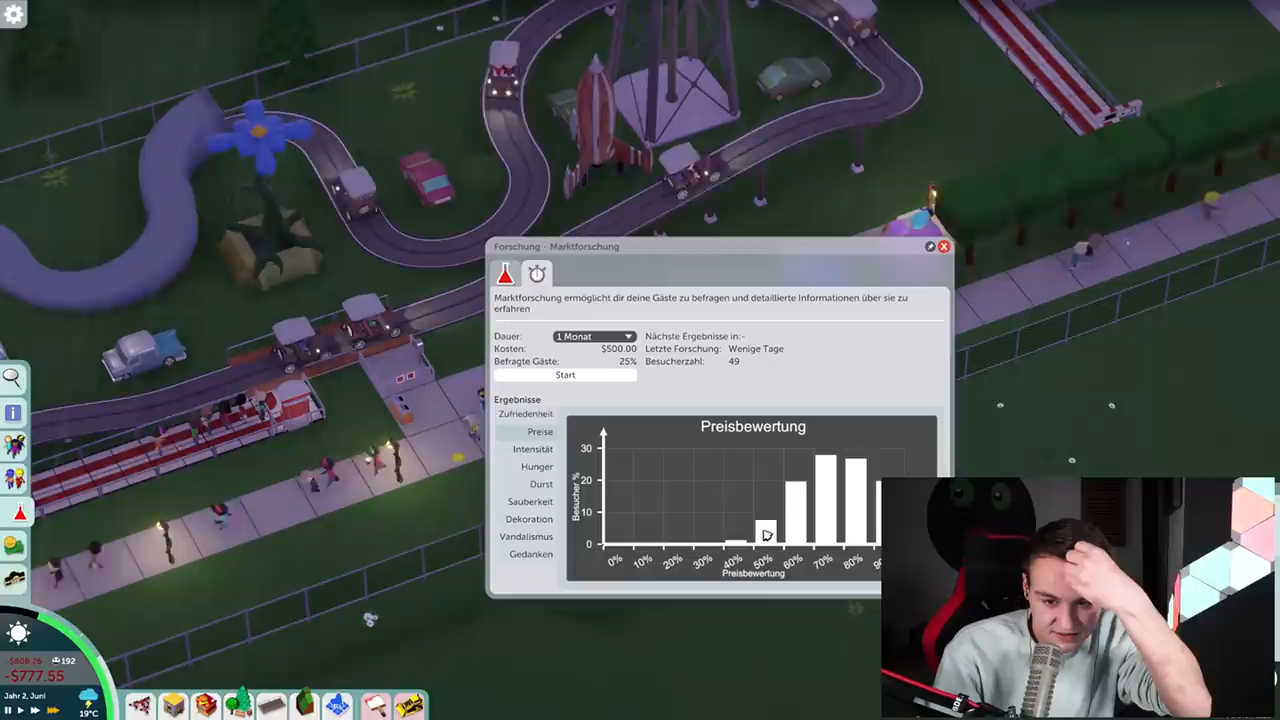 Forschung - Marktforschung
Marktforschung ermöglicht dir deine Gäste zu befragen und detaillierte Informationen über sie zu
erfahren
Dauer: 1 Monat Nächste Ergebnisse in:-
Kosten: $500.00 Letzte Forschung: Wenige Tage
Befragte Gäste: 25% Besucherzahl: 49
Start
Ergebnisse
Zufriedenheit
Preise
Intensität
Hunger
Durst
Sauberkeit
Dekoration
Vandalismus
Gedanken
Preisbewertung
Besucher %
30
20
10
0
0% 10% 20% 30% 40% 50% 60% 70% 80%
Preisbewertung
-$808.76 192
-$777.55
Jahr 2, Juni
19°C